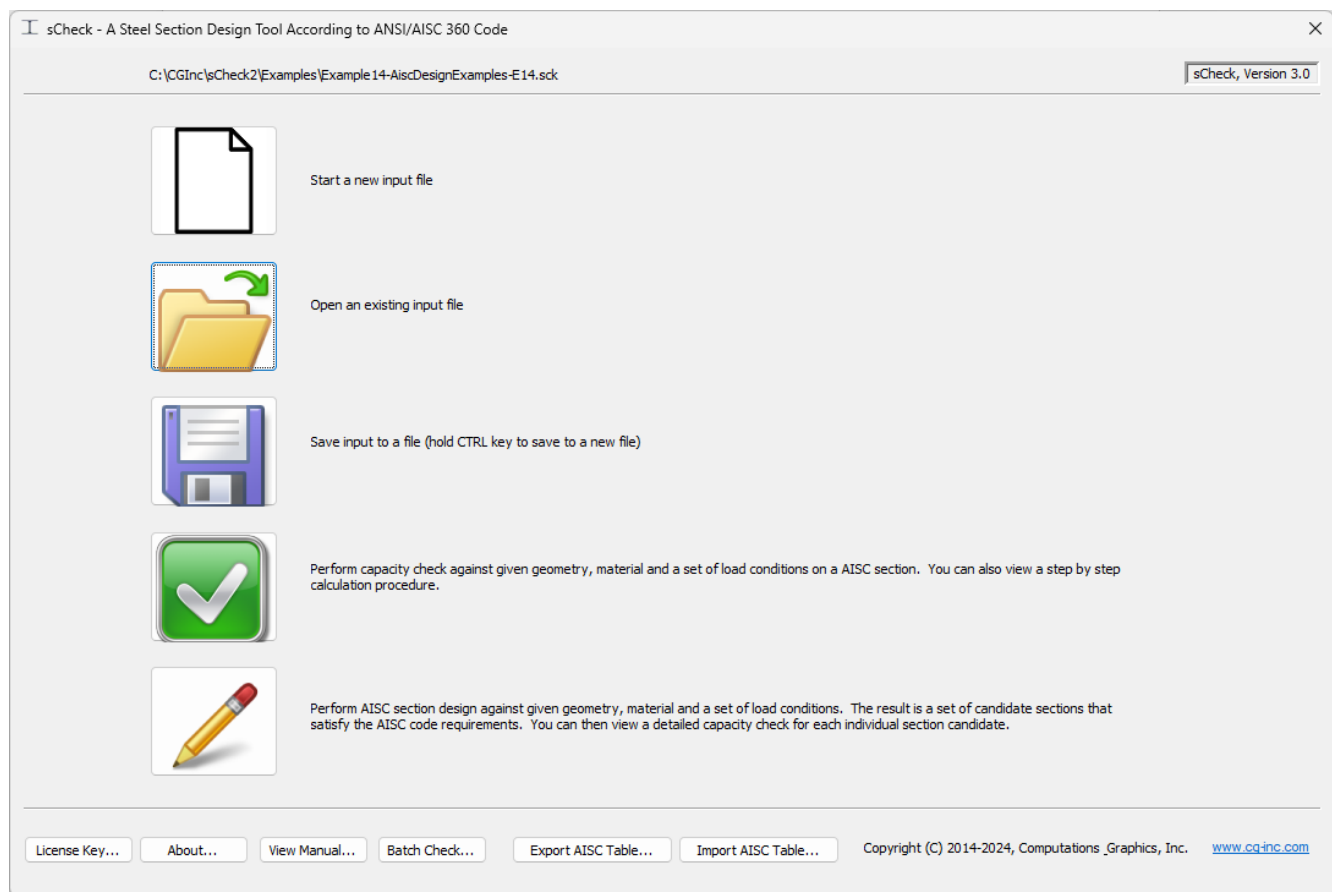 sCheck - A Steel Section Design Tool According to ANSI/AISC 360 Code
C:\CGInc\sCheck2\Examples\Example14-AiscDesignExamples-E14.sck
sCheck, Version 3.0
Start a new input file
Open an existing input file
Save input to a file (hold CTRL key to save to a new file)
Perform capacity check against given geometry, material and a set of load conditions on a AISC section. You can also view a step by step
calculation procedure.
Perform AISC section design against given geometry, material and a set of load conditions. The result is a set of candidate sections that
satisfy the AISC code requirements. You can then view a detailed capacity check for each individual section candidate.
License Key...
About...
View Manual...
Batch Check...
Export AISC Table...
Import AISC Table...
Copyright (C) 2014-2024, Computations _Graphics, Inc.
www.cg-inc.com